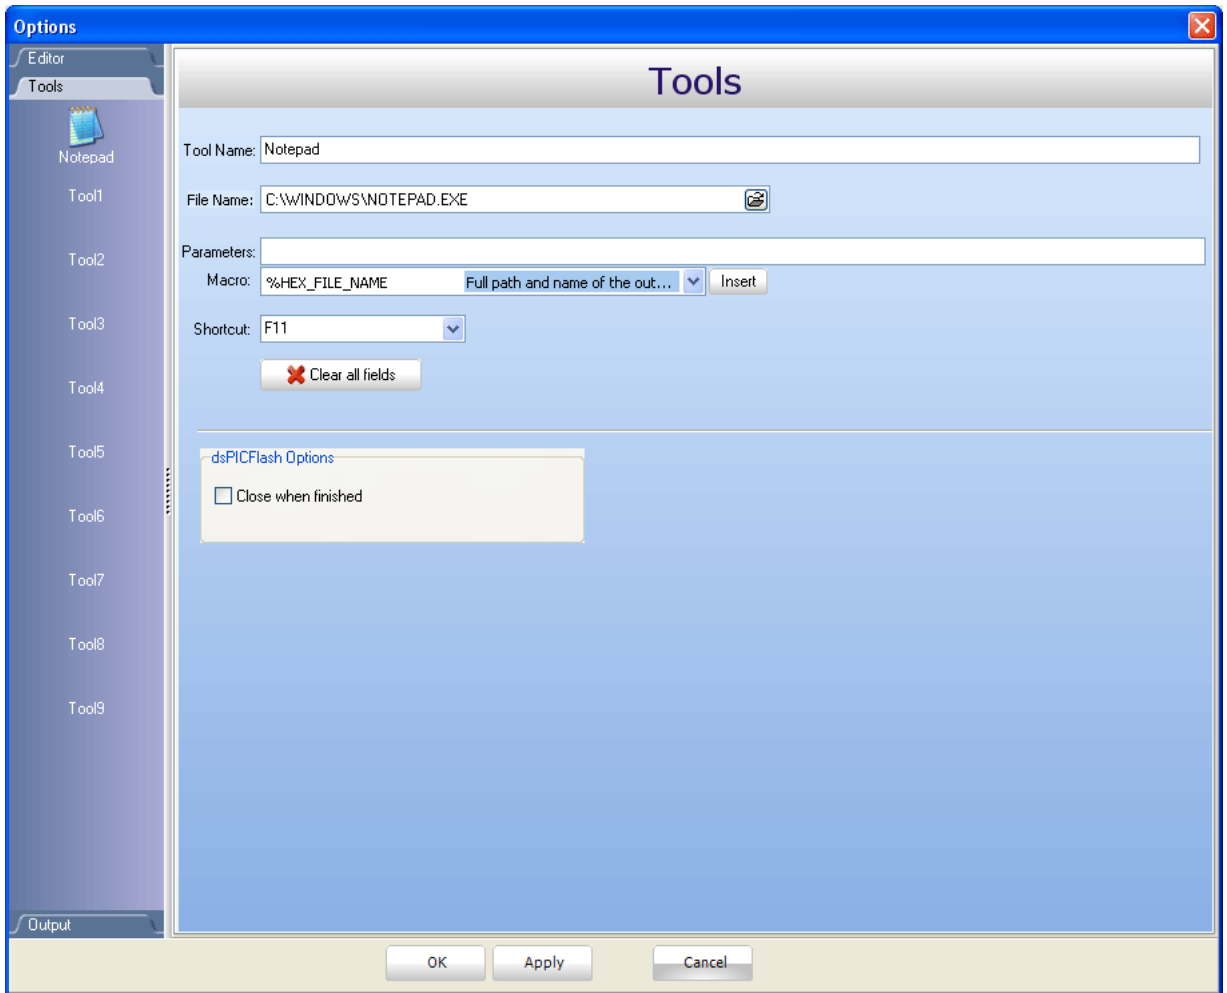 Options
Editor
Tools
Notepad
Tool1
Tool2
Tool3
Tool4
Tool5
Tool6
Tool7
Tool8
Tool9
Output
Tools
Tool Name: Notepad
File Name: C:\WINDOWS\NOTEPAD.EXE
Parameters:
Macro: %HEX_FILE_NAME Full path and name of the out... Insert
Shortcut: F11
Clear all fields
dsPICFlash Options
Close when finished
OK Apply Cancel